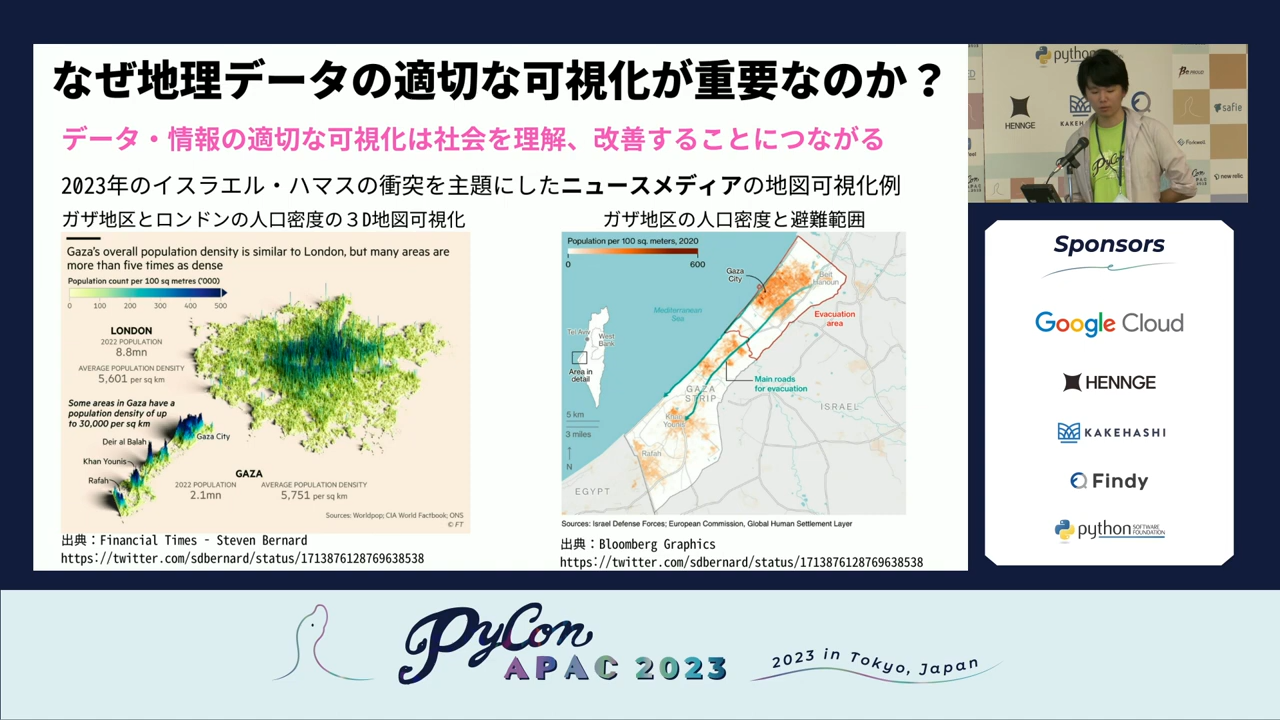 なぜ地理データの適切な可視化が重要なのか？
データ・情報の適切な可視化は社会を理解、改善することにつながる
2023年のイスラエル・ハマスの衝突を主題にしたニュースメディアの地図可視化例
ガザ地区とロンドンの人口密度の３D地図可視化
Gaza's overall population density is similar to London, but many areas are
more than five times as dense
Population count per 100 sq metres ('000)
0 100 200 300 400 500
LONDON
2022 POPULATION
8.8mn
AVERAGE POPULATION DENSITY
5,601 per sq km
Some areas in Gaza have a
population density of up
to 30,000 per sq km
Gaza City
Deir al Balah
Khan Younis
Rafah
GAZA
2022 POPULATION
2.1mn
AVERAGE POPULATION DENSITY
5,751 per sq km
Sources: Worldpop; CIA World Factbook; ONS
© FT
出典：Financial Times - Steven Bernard
https://twitter.com/sdbernard/status/1713876128769638538
ガザ地区の人口密度と避難範囲
Population per 100 sq. meters, 2020
0 600
Gaza
City
Beit
Hanoun
Mediterranean
Sea
Evacuation
area
Tel Aviv
West
Bank
Area in
detail
Main roads
for evacuation
GAZA
STRIP
ISRAEL
Khan
Younis
5 km
3 miles
Rafah
N
EGYPT
Sources: Israel Defense Forces; European Commission, Global Human Settlement Layer
出典：Bloomberg Graphics
https://twitter.com/sdbernard/status/1713876128769638538
python
BE PROUD
HENNGE
KAKEH
safie
new relic
PyCon
Sponsors
Google Cloud
HENNGE
KAKEHASHI
Findy
python SOFTWARE FOUNDATION
PyCon
APAC 2023
2023 in Tokyo, Japan